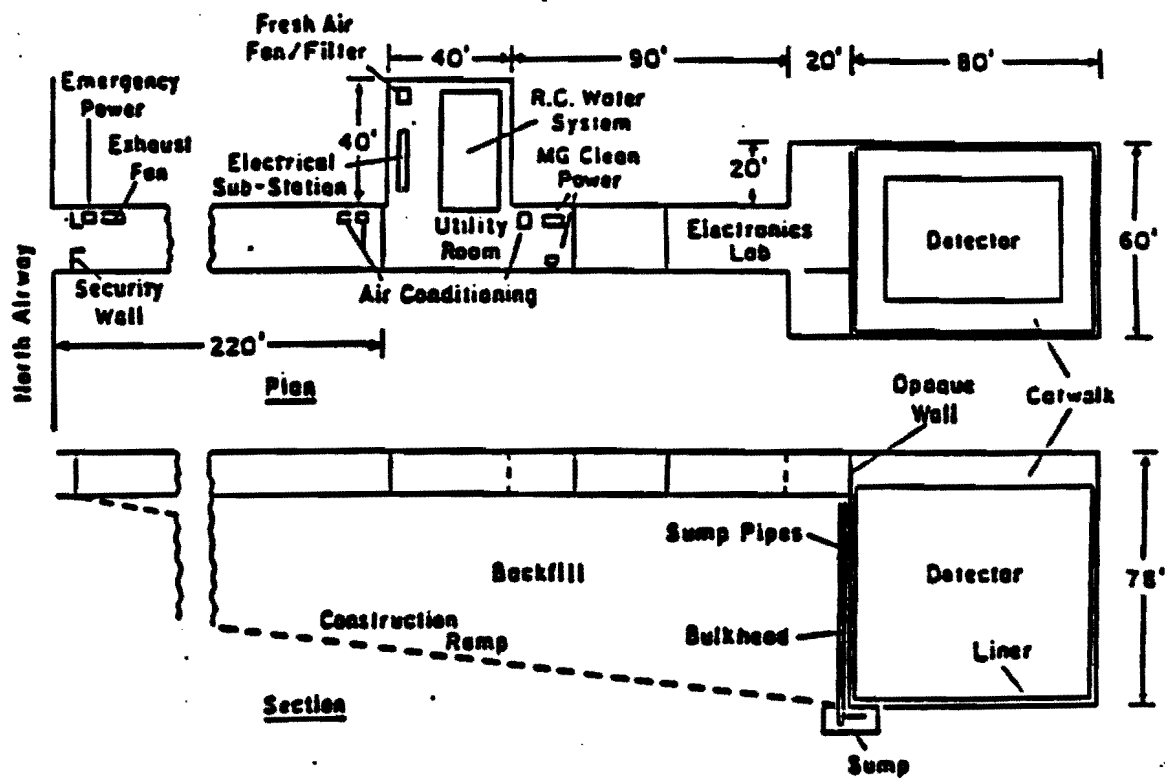 Fresh Air
Fan/Filter
40'
90'
20'
80'
Emergency
Power
Exhaust
Fan
40'
Electrical
Sub-Station
R.C. Water
System
MG Clean
Power
20'
Utility
Room
Electronics
Lab
Detector
60'
Security
Wall
Air Conditioning
North Airway
220'
Plan
Opaque
Wall
Catwalk
Sump Pipes
Backfill
Detector
78'
Construction
Ramp
Bulkhead
Liner
Section
Sump